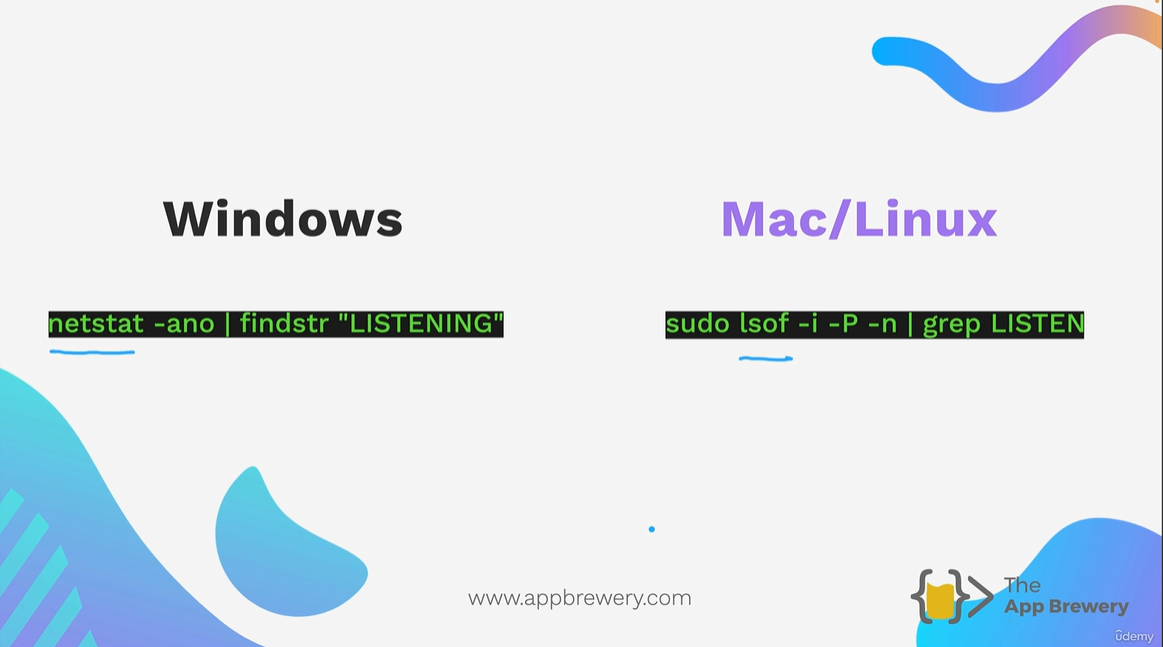 Windows
Mac/Linux
netstat -ano | findstr "LISTENING"
sudo lsof -i -P -n | grep LISTEN
www.appbrewery.com
The
App Brewery
ûdemy